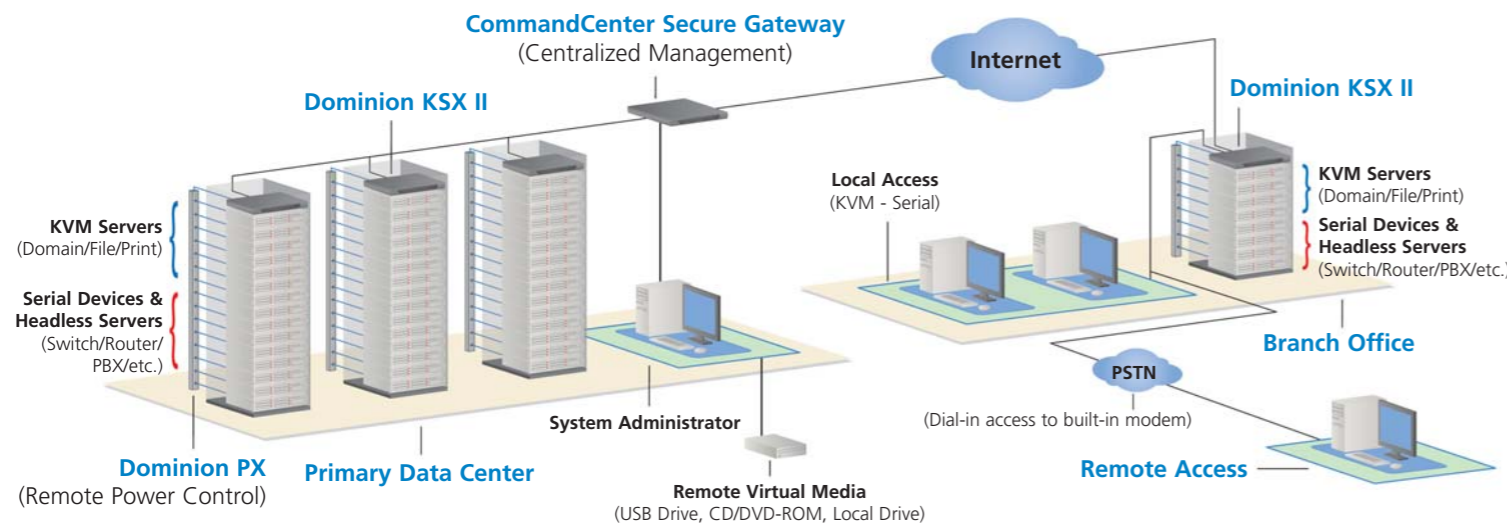 CommandCenter Secure Gateway
(Centralized Management)
Internet
Dominion KSX II
Dominion KSX II
KVM Servers
(Domain/File/Print)
Serial Devices &
Headless Servers
(Switch/Router/
PBX/etc.)
Local Access
(KVM - Serial)
KVM Servers
(Domain/File/Print)
Serial Devices &
Headless Servers
(Switch/Router/PBX/etc.)
Branch Office
PSTN
(Dial-in access to built-in modem)
System Administrator
Dominion PX
(Remote Power Control)
Primary Data Center
Remote Access
Remote Virtual Media
(USB Drive, CD/DVD-ROM, Local Drive)